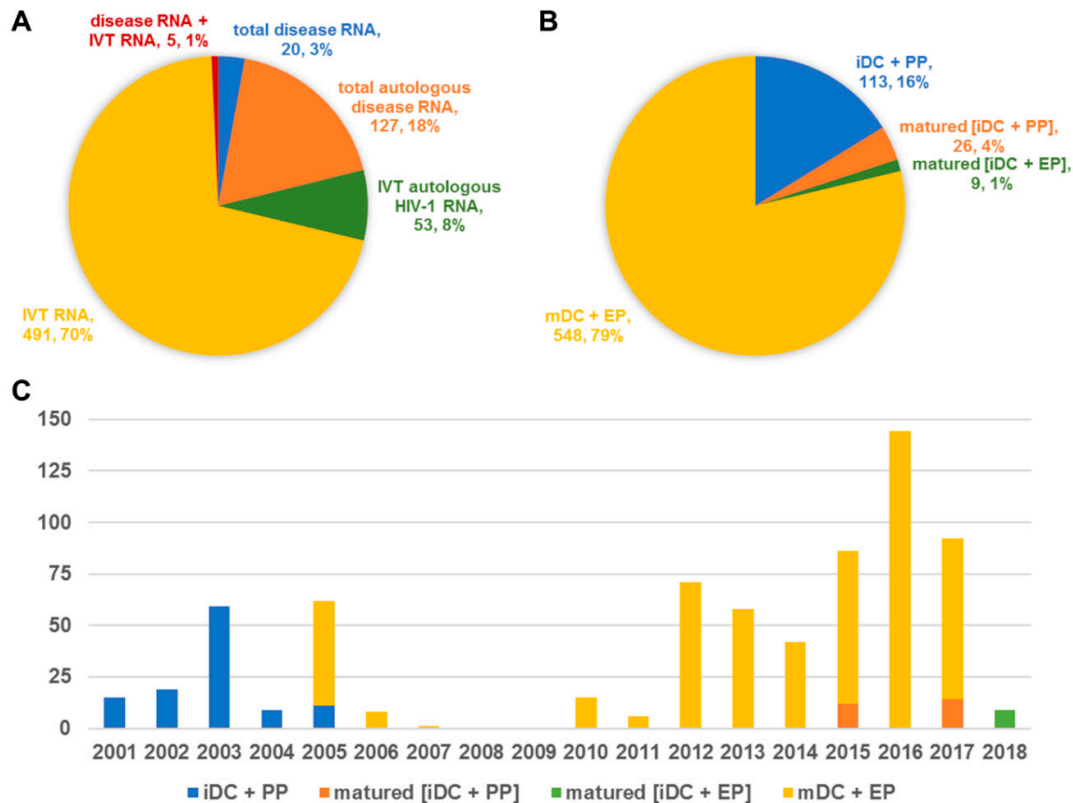 A
disease RNA +
IVT RNA, 5, 1%
total disease RNA,
20, 3%
total autologous
disease RNA,
127, 18%
IVT autologous
HIV-1 RNA,
53, 8%
IVT RNA,
491, 70%
B
iDC + PP,
113, 16%
matured [iDC + PP],
26, 4%
matured [iDC + EP],
9, 1%
mDC + EP,
548, 79%
C
150
125
100
75
50
25
0
2001 2002 2003 2004 2005 2006 2007 2008 2009 2010 2011 2012 2013 2014 2015 2016 2017 2018
iDC + PP matured [iDC + PP] matured [iDC + EP] mDC + EP